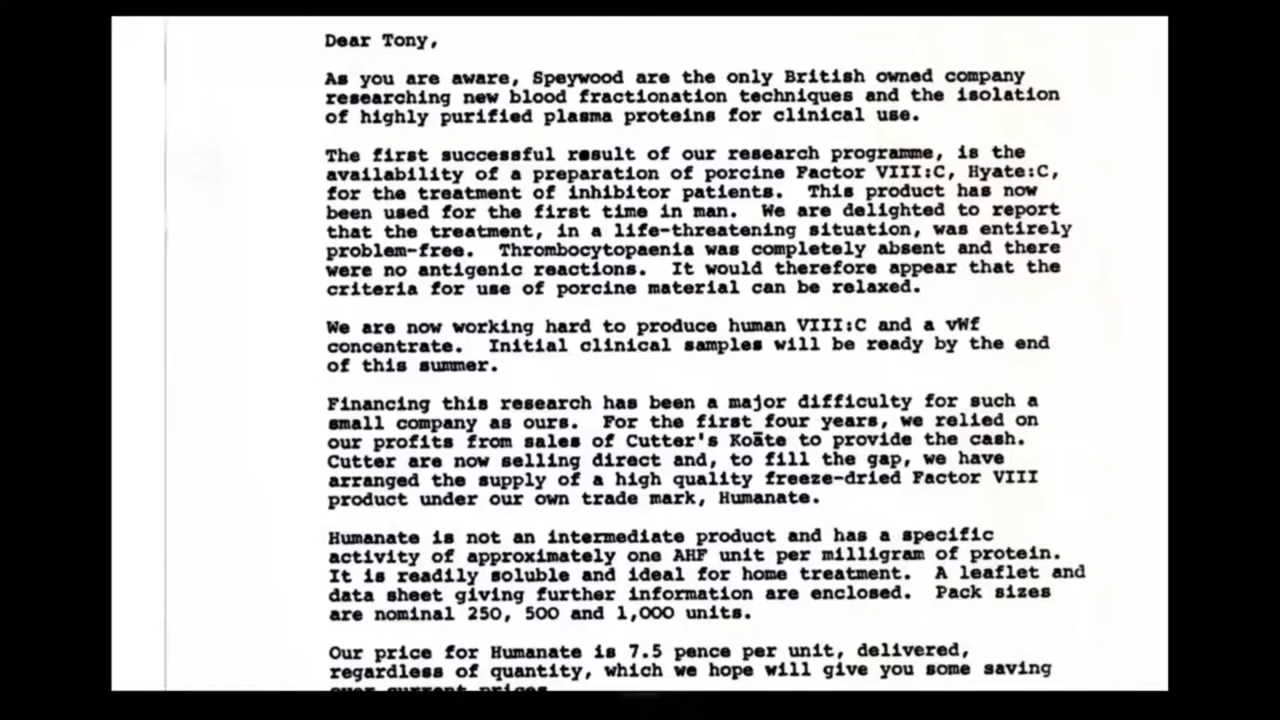 Dear Tony,
As you are aware, Speywood are the only British owned company
researching new blood fractionation techniques and the isolation
of highly purified plasma proteins for clinical use.
The first successful result of our research programme, is the
availability of a preparation of porcine Factor VIII:C, Hyate:C,
for the treatment of inhibitor patients. This product has now
been used for the first time in man. We are delighted to report
that the treatment, in a life-threatening situation, was entirely
problem-free. Thrombocytopaenia was completely absent and there
were no antigenic reactions. It would therefore appear that the
criteria for use of porcine material can be relaxed.
We are now working hard to produce human VIII:C and a vWf
concentrate. Initial clinical samples will be ready by the end
of this summer.
Financing this research has been a major difficulty for such a
small company as ours. For the first four years, we relied on
our profits from sales of Cutter's Koāte to provide the cash.
Cutter are now selling direct and, to fill the gap, we have
arranged the supply of a high quality freeze-dried Factor VIII
product under our own trade mark, Humanate.
Humanate is not an intermediate product and has a specific
activity of approximately one AHF unit per milligram of protein.
It is readily soluble and ideal for home treatment. A leaflet and
data sheet giving further information are enclosed. Pack sizes
are nominal 250, 500 and 1,000 units.
Our price for Humanate is 7.5 pence per unit, delivered,
regardless of quantity, which we hope will give you some saving
over current prices.